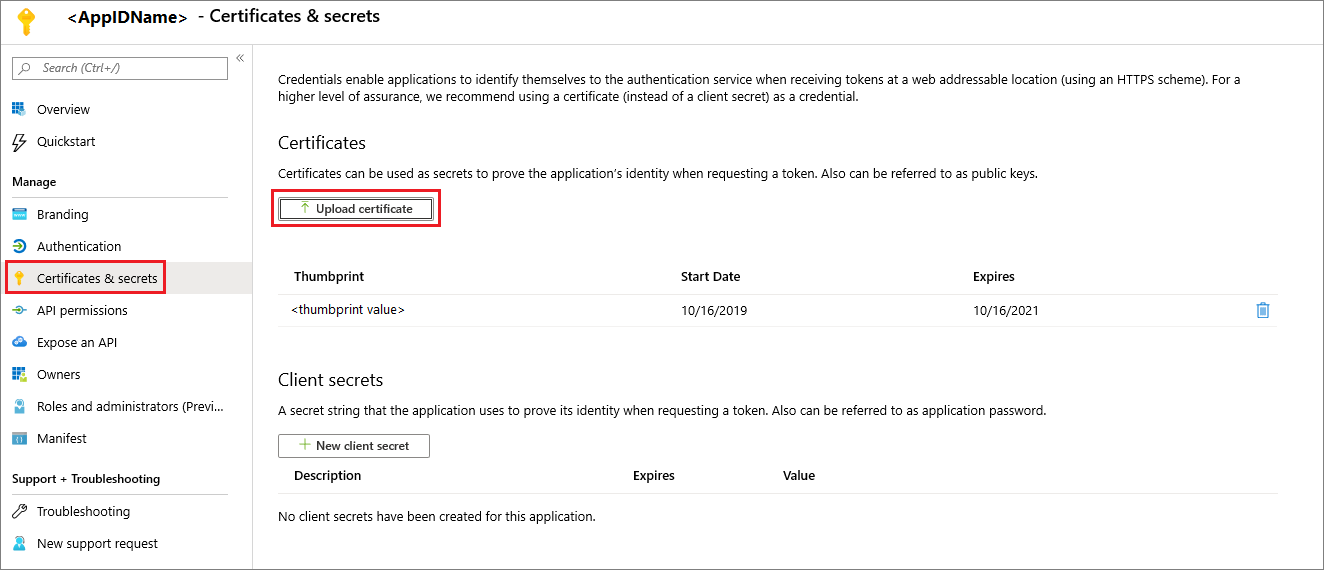 <AppIDName> - Certificates & secrets
Search (Ctrl+/)
«
Overview
Quickstart
Manage
Branding
Authentication
Certificates & secrets
API permissions
Expose an API
Owners
Roles and administrators (Previ...
Manifest
Support + Troubleshooting
Troubleshooting
New support request
Credentials enable applications to identify themselves to the authentication service when receiving tokens at a web addressable location (using an HTTPS scheme). For a
higher level of assurance, we recommend using a certificate (instead of a client secret) as a credential.
Certificates
Certificates can be used as secrets to prove the application's identity when requesting a token. Also can be referred to as public keys.
Upload certificate
Thumbprint Start Date Expires
<thumbprint value> 10/16/2019 10/16/2021
Client secrets
A secret string that the application uses to prove its identity when requesting a token. Also can be referred to as application password.
New client secret
Description Expires Value
No client secrets have been created for this application.